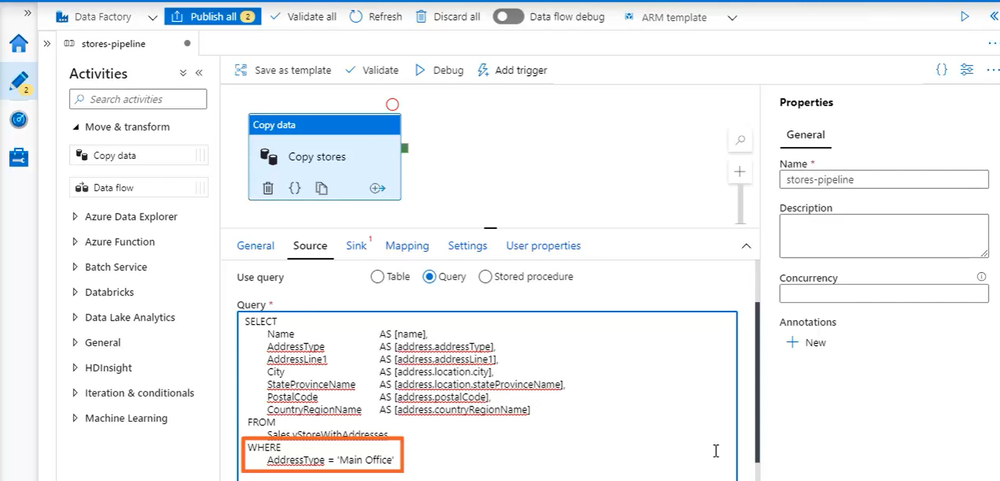 Data Factory
Publish all 2
Validate all
Refresh
Discard all
Data flow debug
ARM template
stores-pipeline
2
Activities
Search activities
Move & transform
Copy data
Data flow
Azure Data Explorer
Azure Function
Batch Service
Databricks
Data Lake Analytics
General
HDInsight
Iteration & conditionals
Machine Learning
Save as template
Validate
Debug
Add trigger
Copy data
Copy stores
General
Source
Sink 1
Mapping
Settings
User properties
Use query
Table
Query
Stored procedure
Query *
SELECT
Name AS [name],
AddressType AS [address.addressType],
AddressLine1 AS [address.addressLine1],
City AS [address.location.city],
StateProvinceName AS [address.location.stateProvinceName],
PostalCode AS [address.postalCode],
CountryRegionName AS [address.countryRegionName]
FROM
Sales.vStoreWithAddresses
WHERE
AddressType = 'Main Office'
Properties
General
Name *
stores-pipeline
Description
Concurrency
Annotations
New